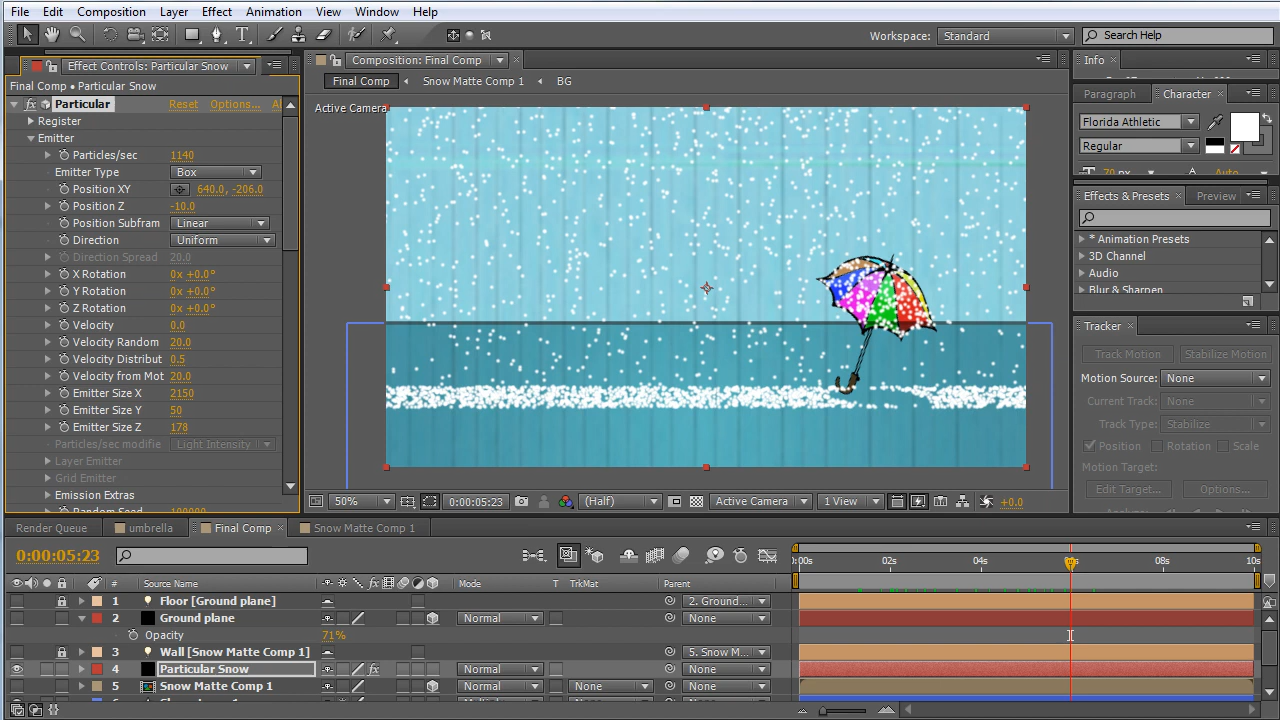 File Edit Composition Layer Effect Animation View Window Help
Workspace: Standard Search Help
Effect Controls: Particular Snow
Final Comp • Particular Snow
Particular Reset Options...
Register
Emitter
Particles/sec 1140
Emitter Type Box
Position XY 640.0, -206.0
Position Z -10.0
Position Subfram Linear
Direction Uniform
Direction Spread 20.0
X Rotation 0x +0.0°
Y Rotation 0x +0.0°
Z Rotation 0x +0.0°
Velocity 0.0
Velocity Random 20.0
Velocity Distribut 0.5
Velocity from Mot 20.0
Emitter Size X 2150
Emitter Size Y 50
Emitter Size Z 178
Particles/sec modifie Light Intensity
Layer Emitter
Grid Emitter
Emission Extras
Random Seed 100000
Composition: Final Comp
Final Comp Snow Matte Comp 1 BG
Active Camera
50% 0:00:05:23 (Half) Active Camera 1 View +0.0
Info
Paragraph Character
Florida Athletic
Regular
70 px Auto
Effects & Presets Preview
* Animation Presets
3D Channel
Audio
Blur & Sharpen
Tracker
Track Motion Stabilize Motion
Motion Source: None
Current Track: None
Track Type: Stabilize
Position Rotation Scale
Motion Target:
Edit Target... Options...
Render Queue umbrella Final Comp Snow Matte Comp 1
0:00:05:23
02s 04s 08s 10s
# Source Name Mode T TrkMat Parent
1 Floor [Ground plane] 2. Ground...
2 Ground plane Normal None
Opacity 71%
3 Wall [Snow Matte Comp 1] 5. Snow M...
4 Particular Snow Normal None
5 Snow Matte Comp 1 Normal None None